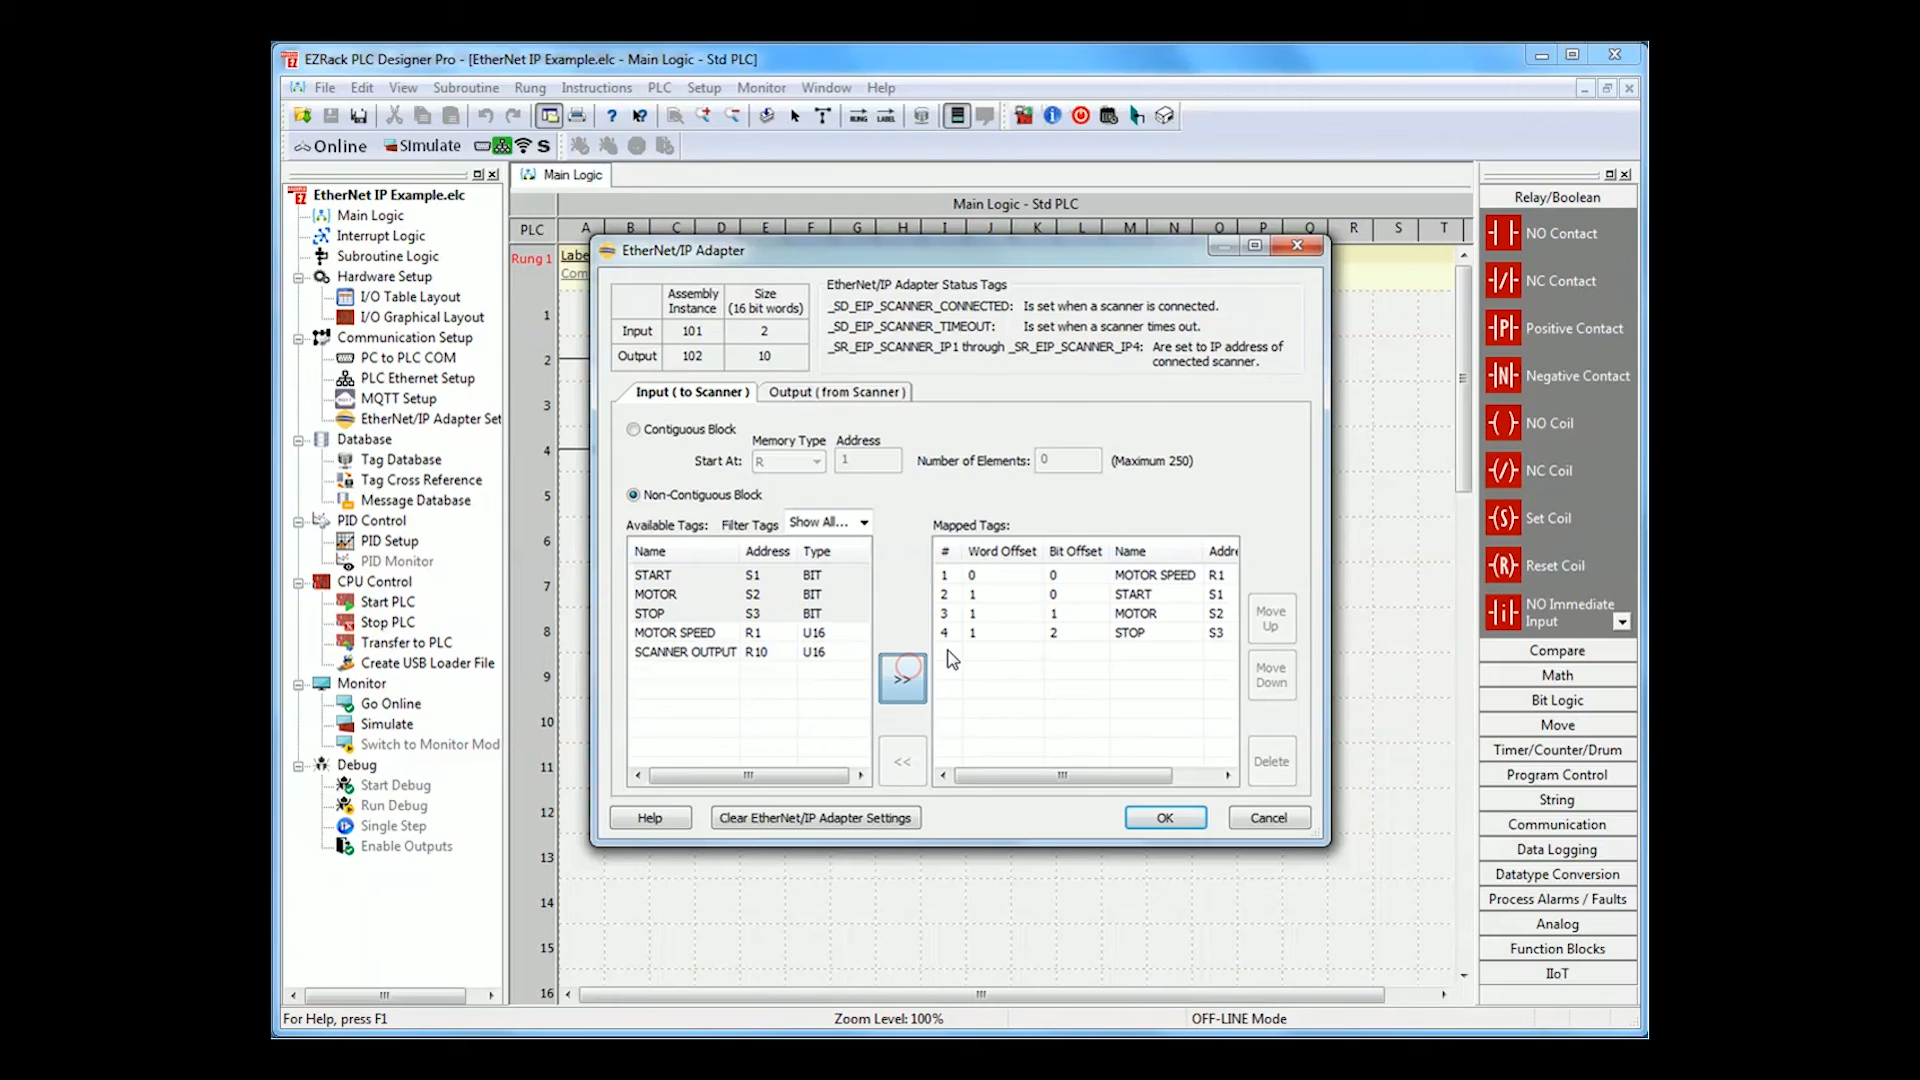 EZRack PLC Designer Pro - [EtherNet IP Example.elc - Main Logic - Std PLC]
File Edit View Subroutine Rung Instructions PLC Setup Monitor Window Help
RUNG LABEL
Online Simulate S
EtherNet IP Example.elc
Main Logic
Interrupt Logic
Subroutine Logic
Hardware Setup
I/O Table Layout
I/O Graphical Layout
Communication Setup
PC to PLC COM
PLC Ethernet Setup
MQTT Setup
EtherNet/IP Adapter Set
Database
Tag Database
Tag Cross Reference
Message Database
PID Control
PID Setup
PID Monitor
CPU Control
Start PLC
Stop PLC
Transfer to PLC
Create USB Loader File
Monitor
Go Online
Simulate
Switch to Monitor Mod
Debug
Start Debug
Run Debug
Single Step
Enable Outputs
Main Logic
Main Logic - Std PLC
PLC A B C D E F G H I J K L M N O P Q R S T
Rung 1 Labe
Com
1
2
3
4
5
6
7
8
9
10
11
12
13
14
15
16
EtherNet/IP Adapter
Assembly Instance Size (16 bit words)
Input 101 2
Output 102 10
EtherNet/IP Adapter Status Tags
_SD_EIP_SCANNER_CONNECTED: Is set when a scanner is connected.
_SD_EIP_SCANNER_TIMEOUT: Is set when a scanner times out.
_SR_EIP_SCANNER_IP1 through _SR_EIP_SCANNER_IP4: Are set to IP address of
connected scanner.
Input ( to Scanner ) Output ( from Scanner )
Contiguous Block
Memory Type Address
Start At: R 1 Number of Elements: 0 (Maximum 250)
Non-Contiguous Block
Available Tags: Filter Tags Show All...
Name Address Type
START S1 BIT
MOTOR S2 BIT
STOP S3 BIT
MOTOR SPEED R1 U16
SCANNER OUTPUT R10 U16
>>
<<
Mapped Tags:
# Word Offset Bit Offset Name Addre
1 0 0 MOTOR SPEED R1
2 1 0 START S1
3 1 1 MOTOR S2
4 1 2 STOP S3
Move Up
Move Down
Delete
Help Clear EtherNet/IP Adapter Settings OK Cancel
Relay/Boolean
NO Contact
NC Contact
Positive Contact
Negative Contact
NO Coil
NC Coil
Set Coil
Reset Coil
NO Immediate
Input
Compare
Math
Bit Logic
Move
Timer/Counter/Drum
Program Control
String
Communication
Data Logging
Datatype Conversion
Process Alarms / Faults
Analog
Function Blocks
IIoT
For Help, press F1 Zoom Level: 100% OFF-LINE Mode